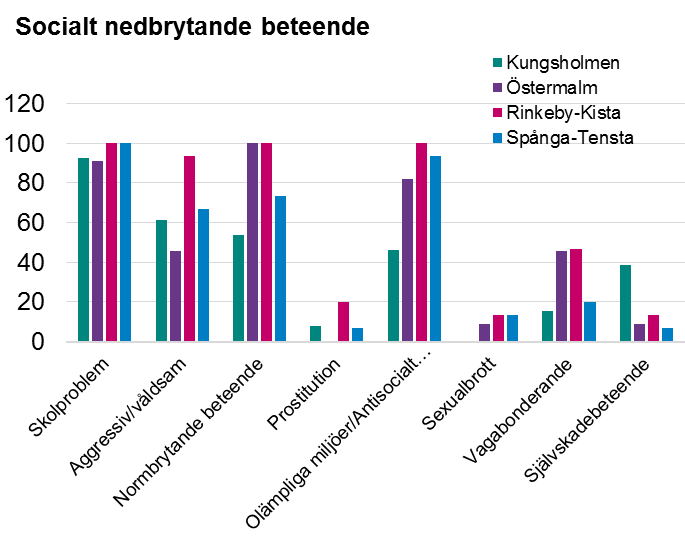 Socialt nedbrytande beteende
Kungsholmen
Östermalm
Rinkeby-Kista
Spånga-Tensta
120
100
80
60
40
20
0
Skolproblem
Aggressiv/våldsam
Normbrytande beteende
Prostitution
Olämpliga miljöer/Antisocialt…
Sexualbrott
Vagabonderande
Självskadebeteende